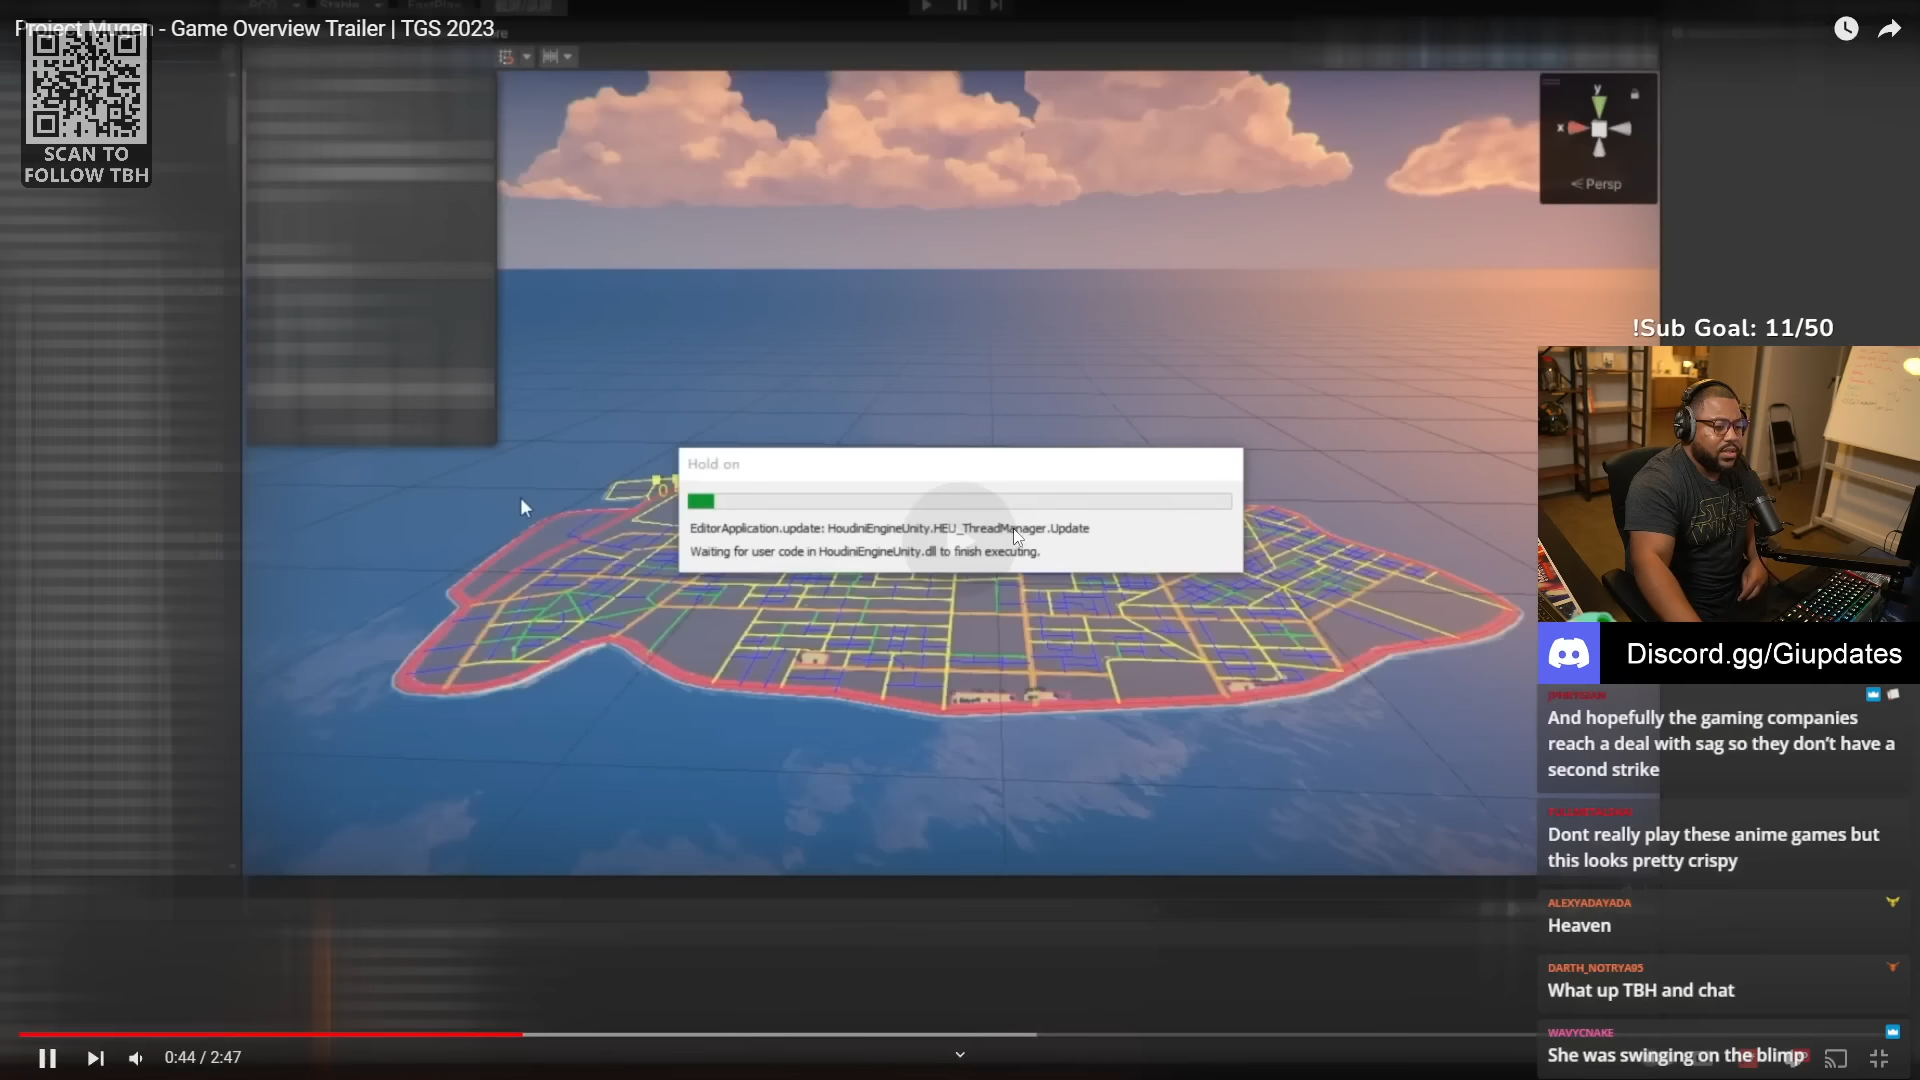 Project Mugen - Game Overview Trailer | TGS 2023
SCAN TO
FOLLOW TBH
y
x
Persp
Hold on
EditorApplication.update: HoudiniEngineUnity.HEU_ThreadManager.Update
Waiting for user code in HoudiniEngineUnity.dll to finish executing.
!Sub Goal: 11/50
Discord.gg/Giupdates
And hopefully the gaming companies
reach a deal with sag so they don't have a
second strike
Dont really play these anime games but
this looks pretty crispy
ALEXYADAYADA
Heaven
DARTH_NOTRYA95
What up TBH and chat
WAVYCNAKE
She was swinging on the blimp
0:44 / 2:47